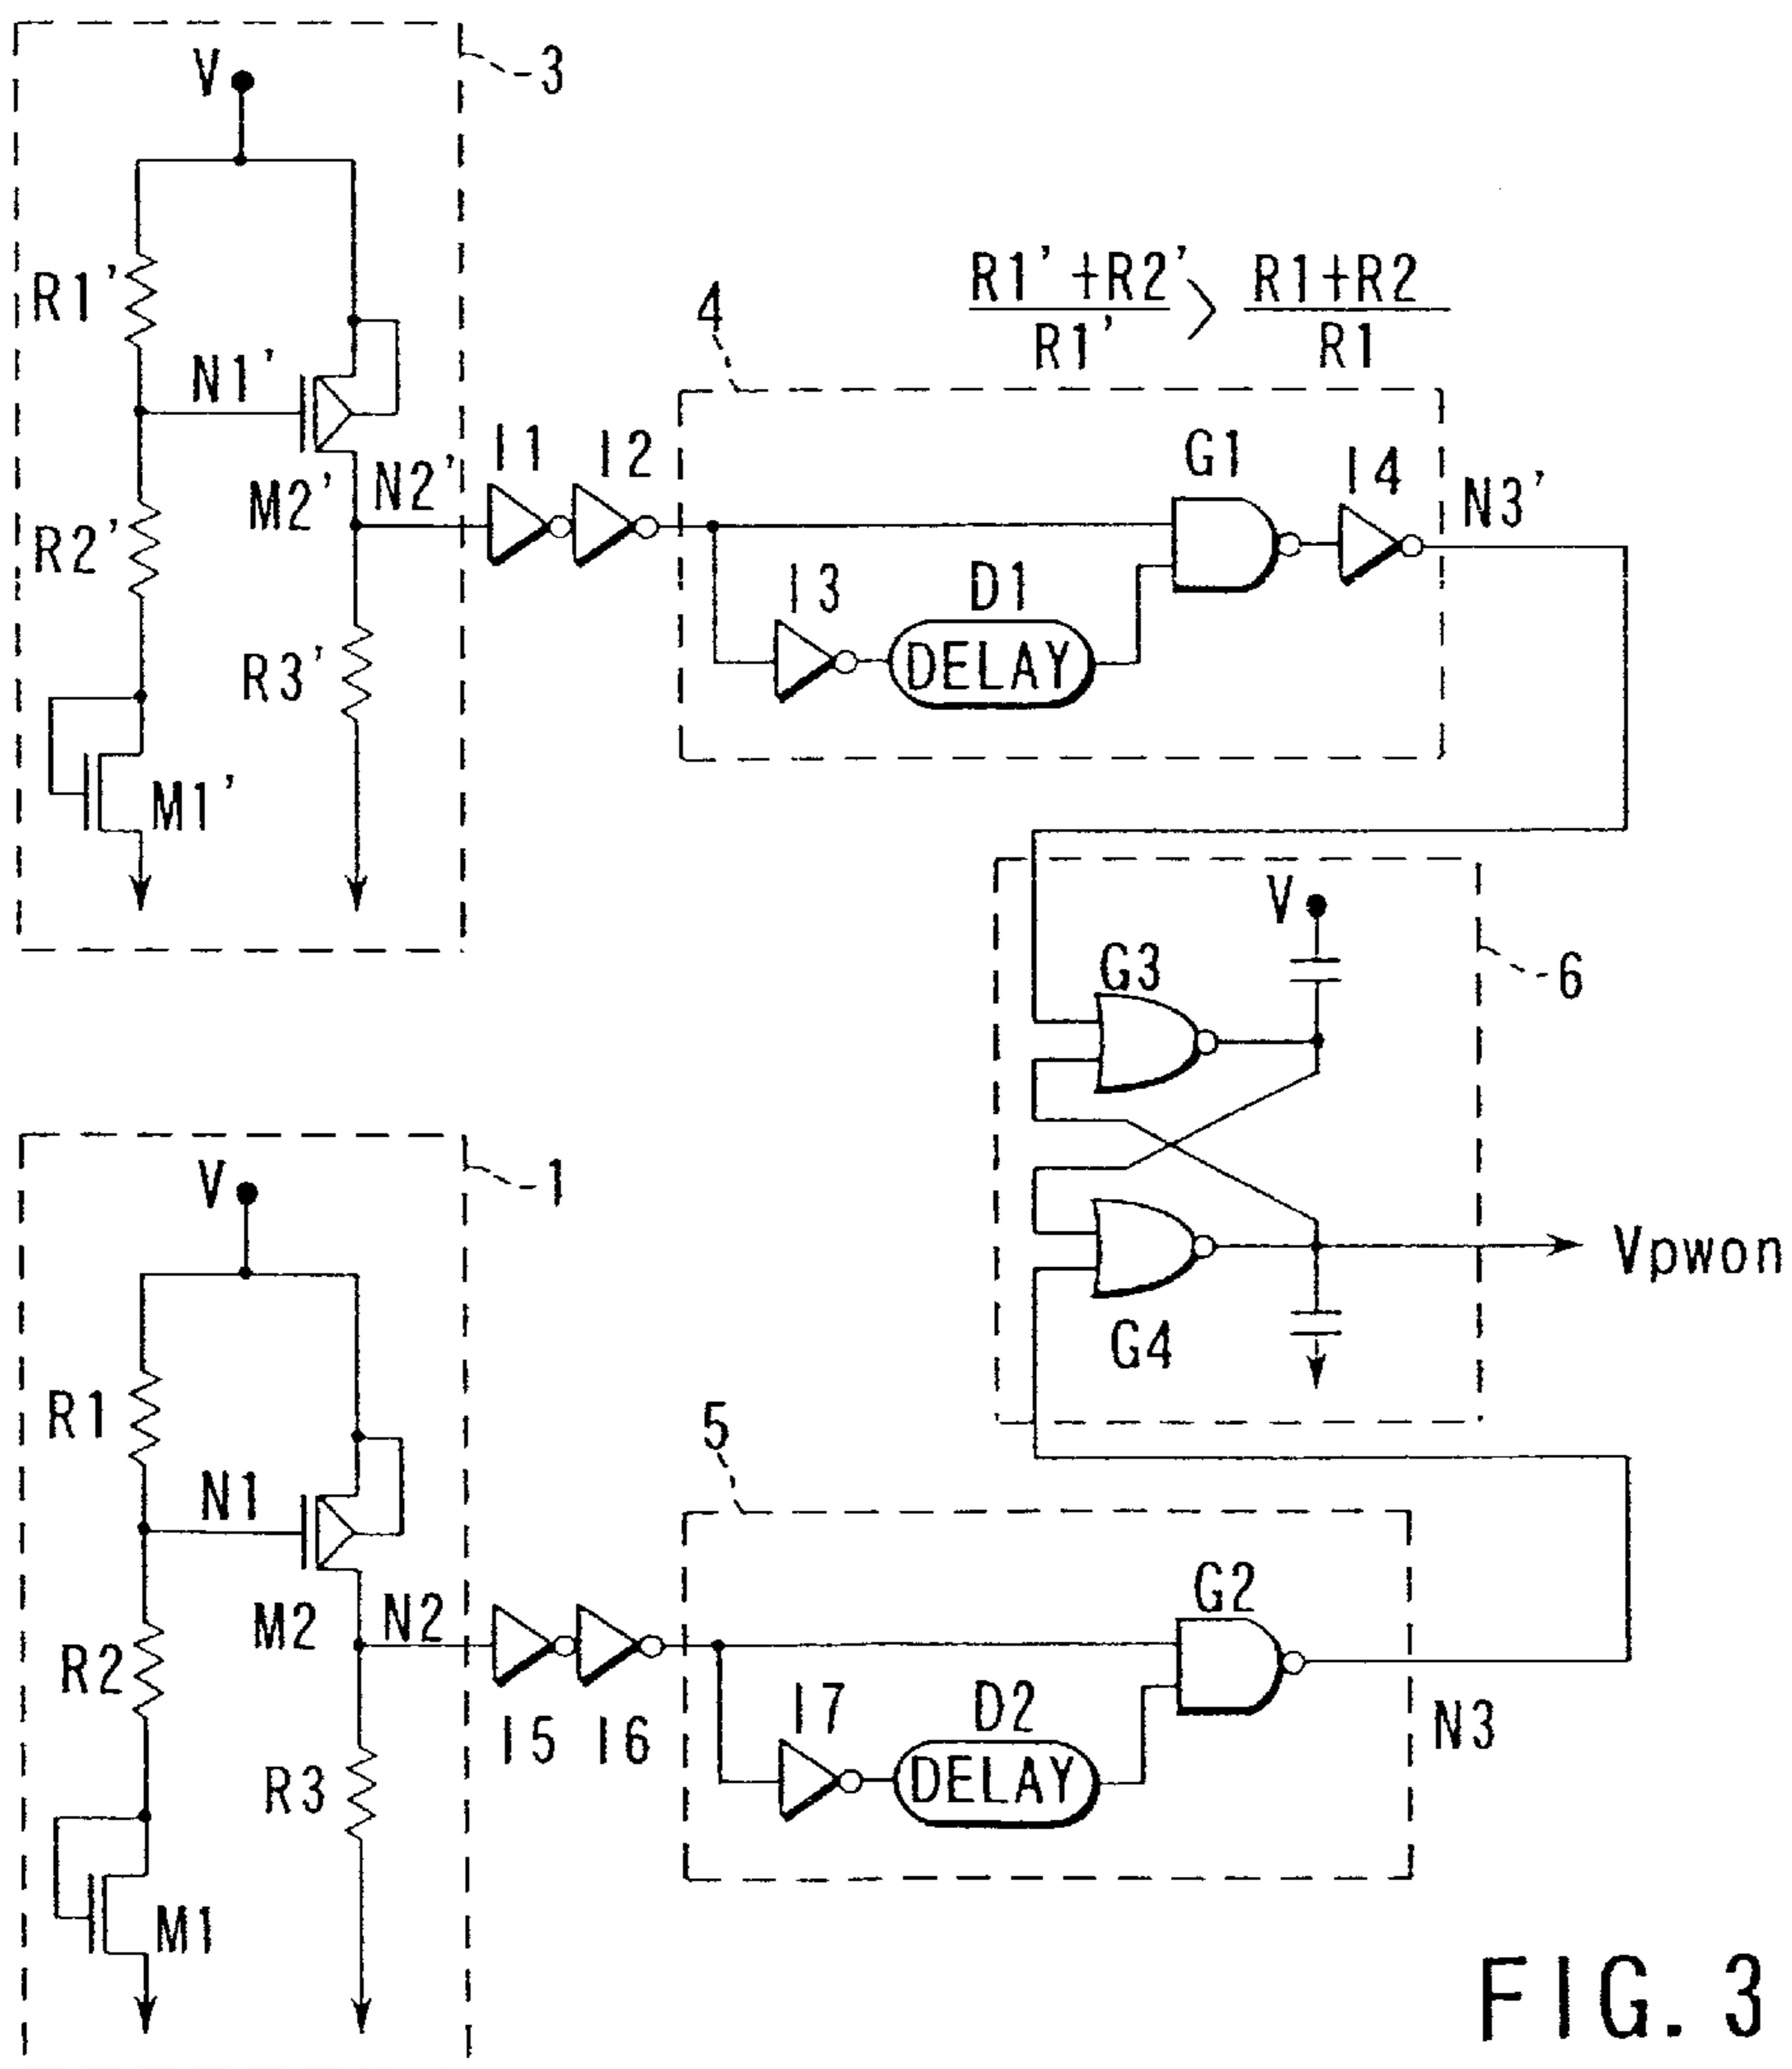 V
3
R1'
N1'
M2'
N2'
R2'
R3'
M1'
I1
I2
4
R1'+R2' > R1+R2
R1' R1
G1
I4
N3'
I3
D1
DELAY
V
6
G3
G4
Vpwon
V
1
R1
N1
M2
N2
R2
R3
M1
I5
I6
5
G2
I7
D2
DELAY
N3
FIG. 3